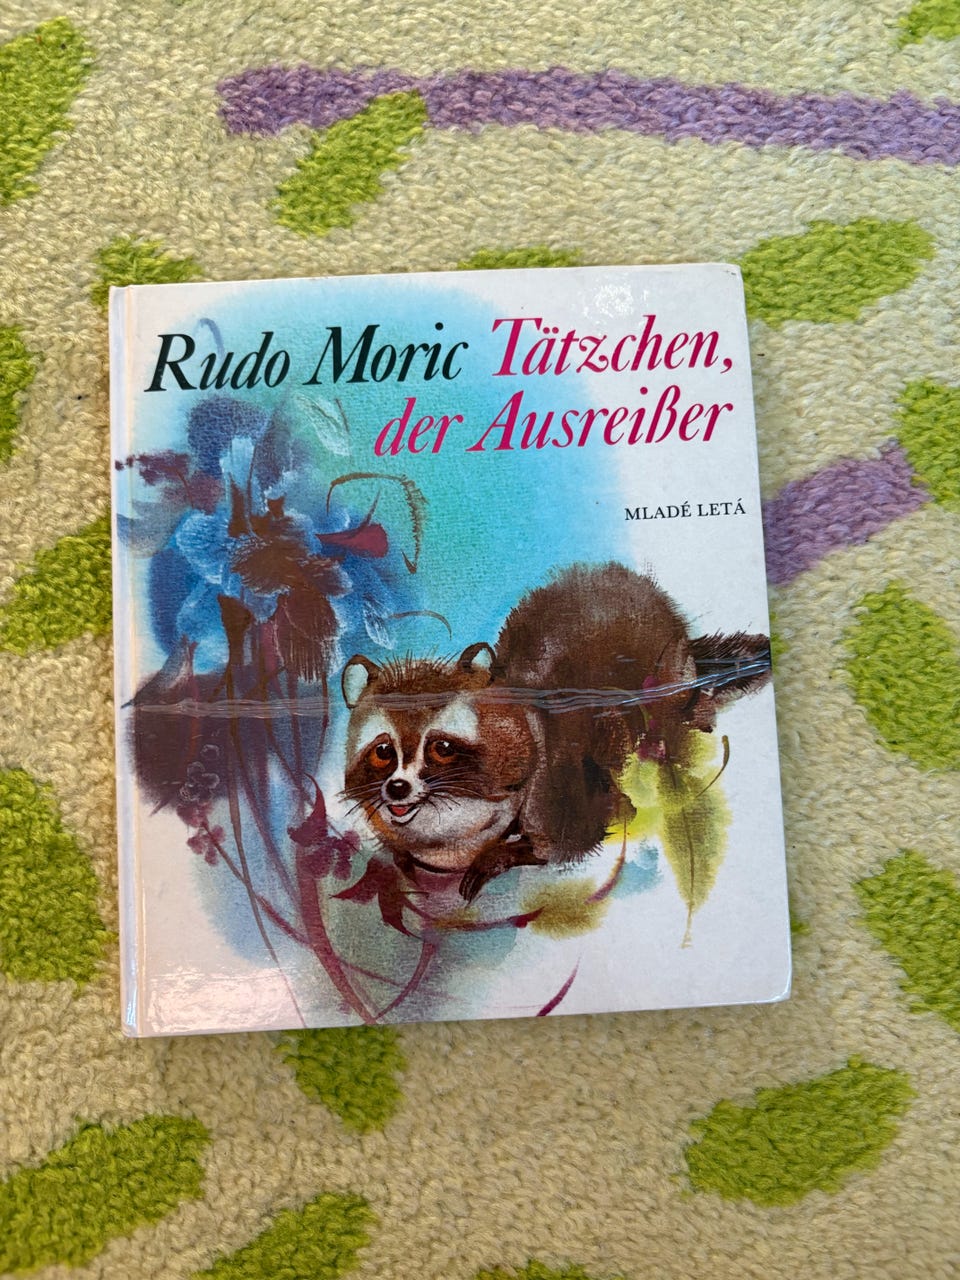 Rudo Moric Tätzchen,
der Ausreißer
MLADÉ LETÁ